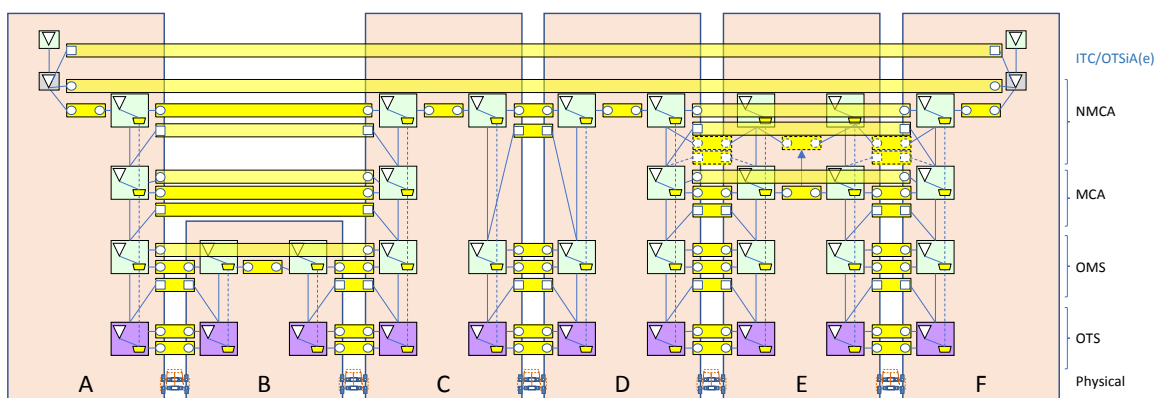 ITC/OTSiA(e)
NMCA
MCA
OMS
OTS
A B C D E F Physical